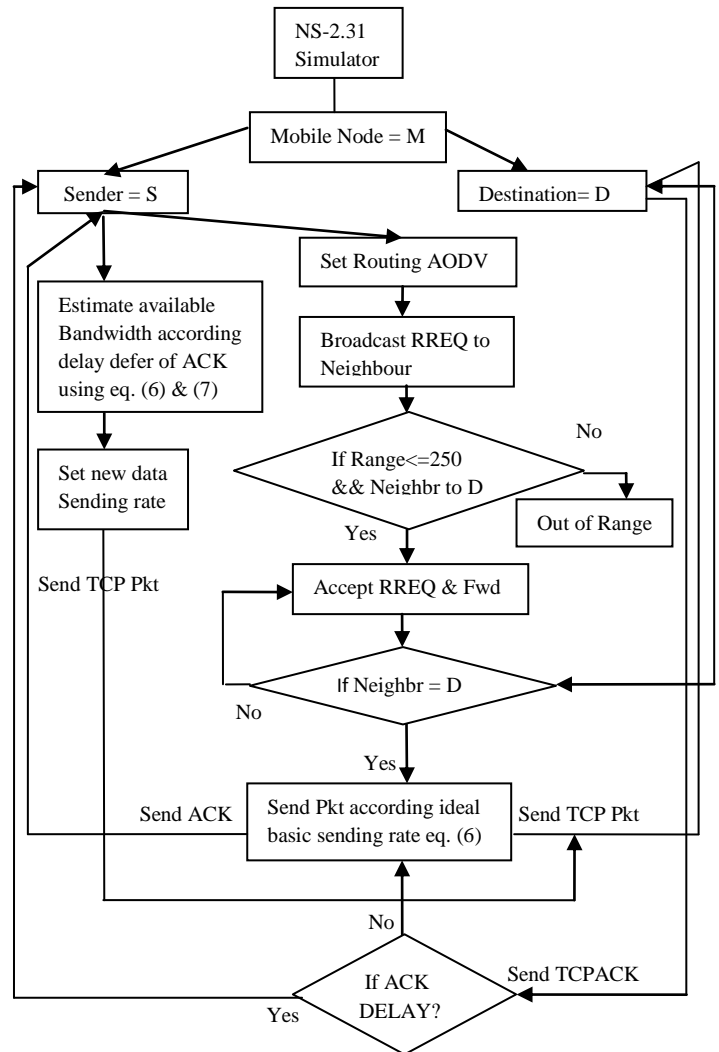 NS-2.31
Simulator
Mobile Node = M
Sender = S
Destination= D
Set Routing AODV
Estimate available
Bandwidth according
delay defer of ACK
using eq. (6) & (7)
Broadcast RREQ to
Neighbour
No
If Range<=250
&& Neighbr to D
Set new data
Sending rate
Out of Range
Yes
Send TCP Pkt
Accept RREQ & Fwd
If Neighbr = D
No
Yes
Send ACK
Send Pkt according ideal
basic sending rate eq. (6)
Send TCP Pkt
No
If ACK
DELAY?
Send TCPACK
Yes